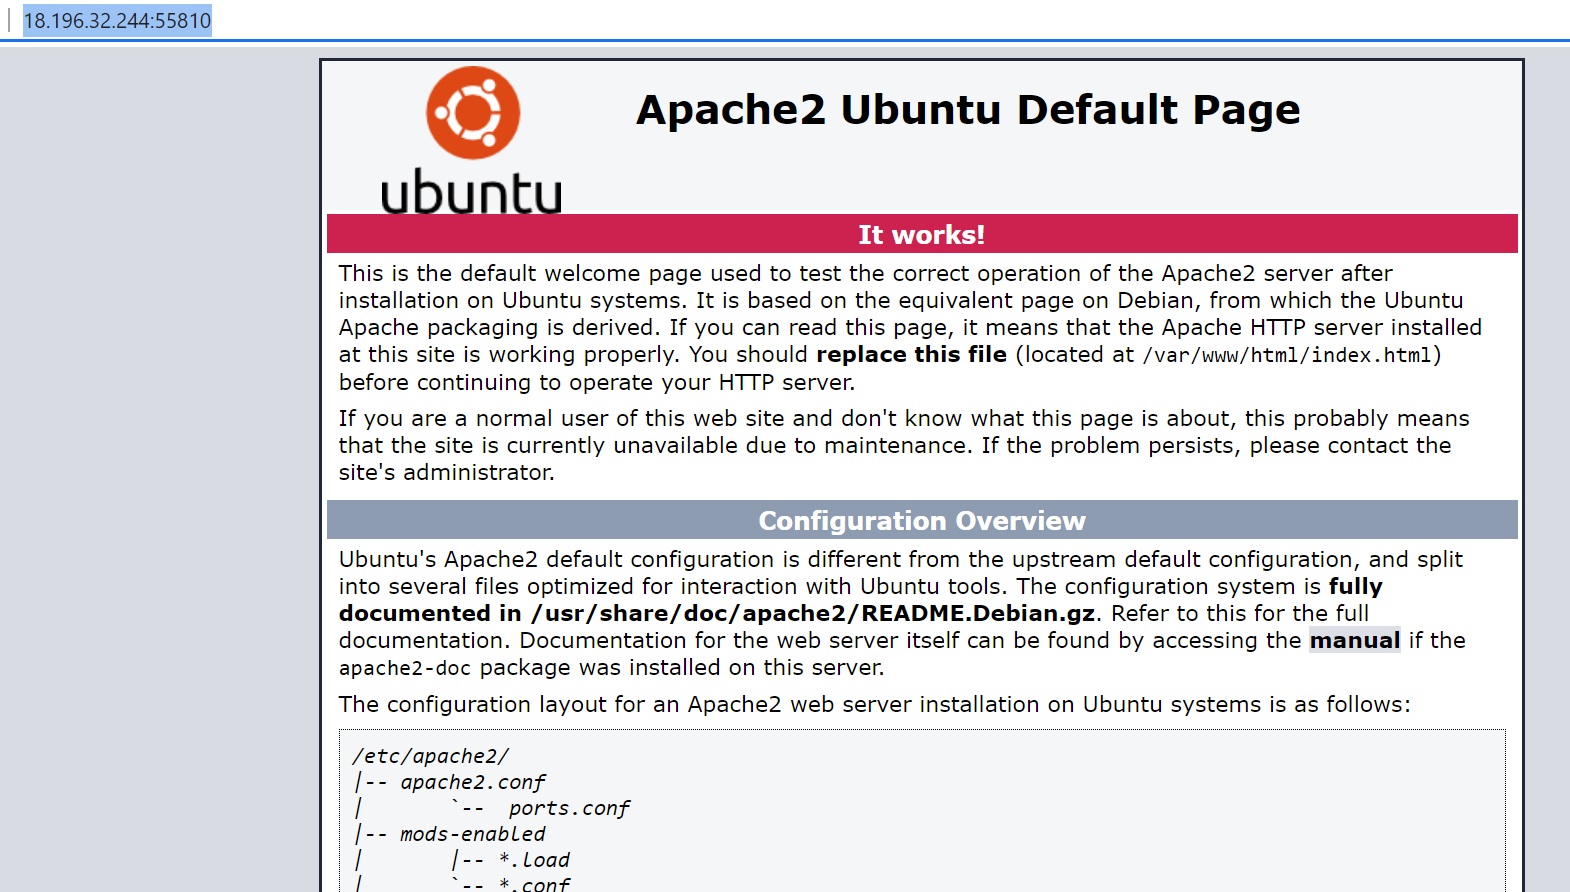 18.196.32.244:55810
Apache2 Ubuntu Default Page
ubuntu
It works!
This is the default welcome page used to test the correct operation of the Apache2 server after
installation on Ubuntu systems. It is based on the equivalent page on Debian, from which the Ubuntu
Apache packaging is derived. If you can read this page, it means that the Apache HTTP server installed
at this site is working properly. You should replace this file (located at /var/www/html/index.html)
before continuing to operate your HTTP server.
If you are a normal user of this web site and don't know what this page is about, this probably means
that the site is currently unavailable due to maintenance. If the problem persists, please contact the
site's administrator.
Configuration Overview
Ubuntu's Apache2 default configuration is different from the upstream default configuration, and split
into several files optimized for interaction with Ubuntu tools. The configuration system is fully
documented in /usr/share/doc/apache2/README.Debian.gz. Refer to this for the full
documentation. Documentation for the web server itself can be found by accessing the manual if the
apache2-doc package was installed on this server.
The configuration layout for an Apache2 web server installation on Ubuntu systems is as follows:
/etc/apache2/
|-- apache2.conf
|       `--  ports.conf
|-- mods-enabled
|       |-- *.load
|       `-- *.conf